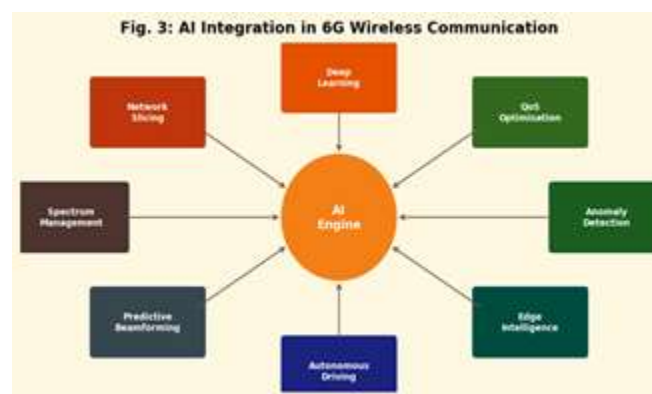 Fig. 3: AI Integration in 6G Wireless Communication
Deep
Learning
Network
Slicing
QoS
Optimisation
Spectrum
Management
AI
Engine
Anomaly
Detection
Predictive
Beamforming
Edge
Intelligence
Autonomous
Driving